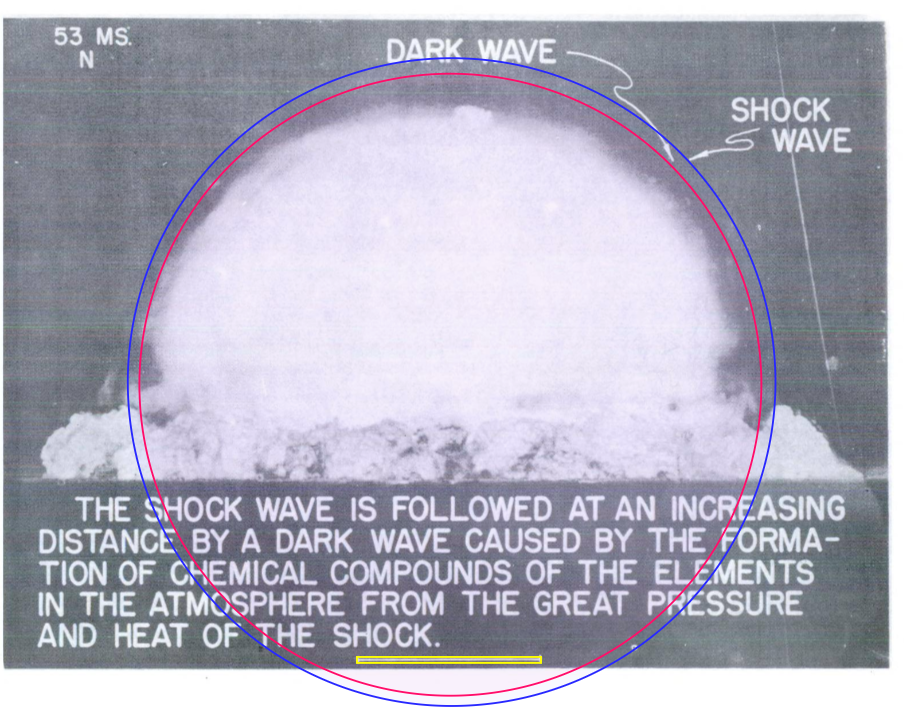 53 MS.
N
DARK WAVE
SHOCK
WAVE
THE SHOCK WAVE IS FOLLOWED AT AN INCREASING
DISTANCE BY A DARK WAVE CAUSED BY THE FORMA-
TION OF CHEMICAL COMPOUNDS OF THE ELEMENTS
IN THE ATMOSPHERE FROM THE GREAT PRESSURE
AND HEAT OF THE SHOCK.